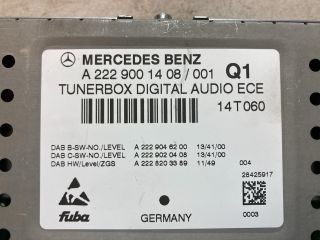 MERCEDES BENZ
A 222 900 14 08 / 001 Q1
TUNERBOX DIGITAL AUDIO ECE
14T060
DAB B-SW-NO./LEVEL A 222 904 62 00 13/41/00
DAB C-SW-NO./LEVEL A 222 902 04 08 13/41/00
DAB HW/Level/ZGS A 222 820 33 89 11/49 004
28425917
fuba GERMANY 0003